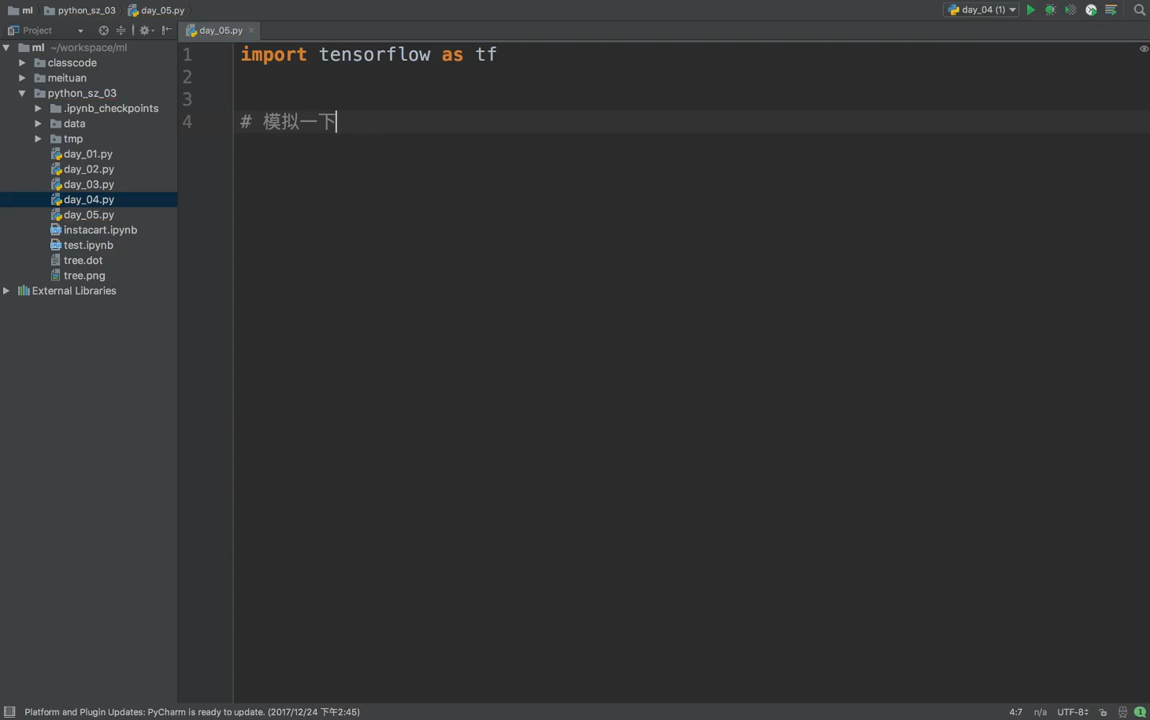 ml python_sz_03 day_05.py
day_04 (1)
Project
day_05.py
ml ~/workspace/ml
classcode
meituan
python_sz_03
.ipynb_checkpoints
data
tmp
day_01.py
day_02.py
day_03.py
day_04.py
day_05.py
instacart.ipynb
test.ipynb
tree.dot
tree.png
External Libraries
1 import tensorflow as tf
2
3
4 # 模拟一下
Platform and Plugin Updates: PyCharm is ready to update. (2017/12/24 下午2:45)
4:7 n/a UTF-8 1